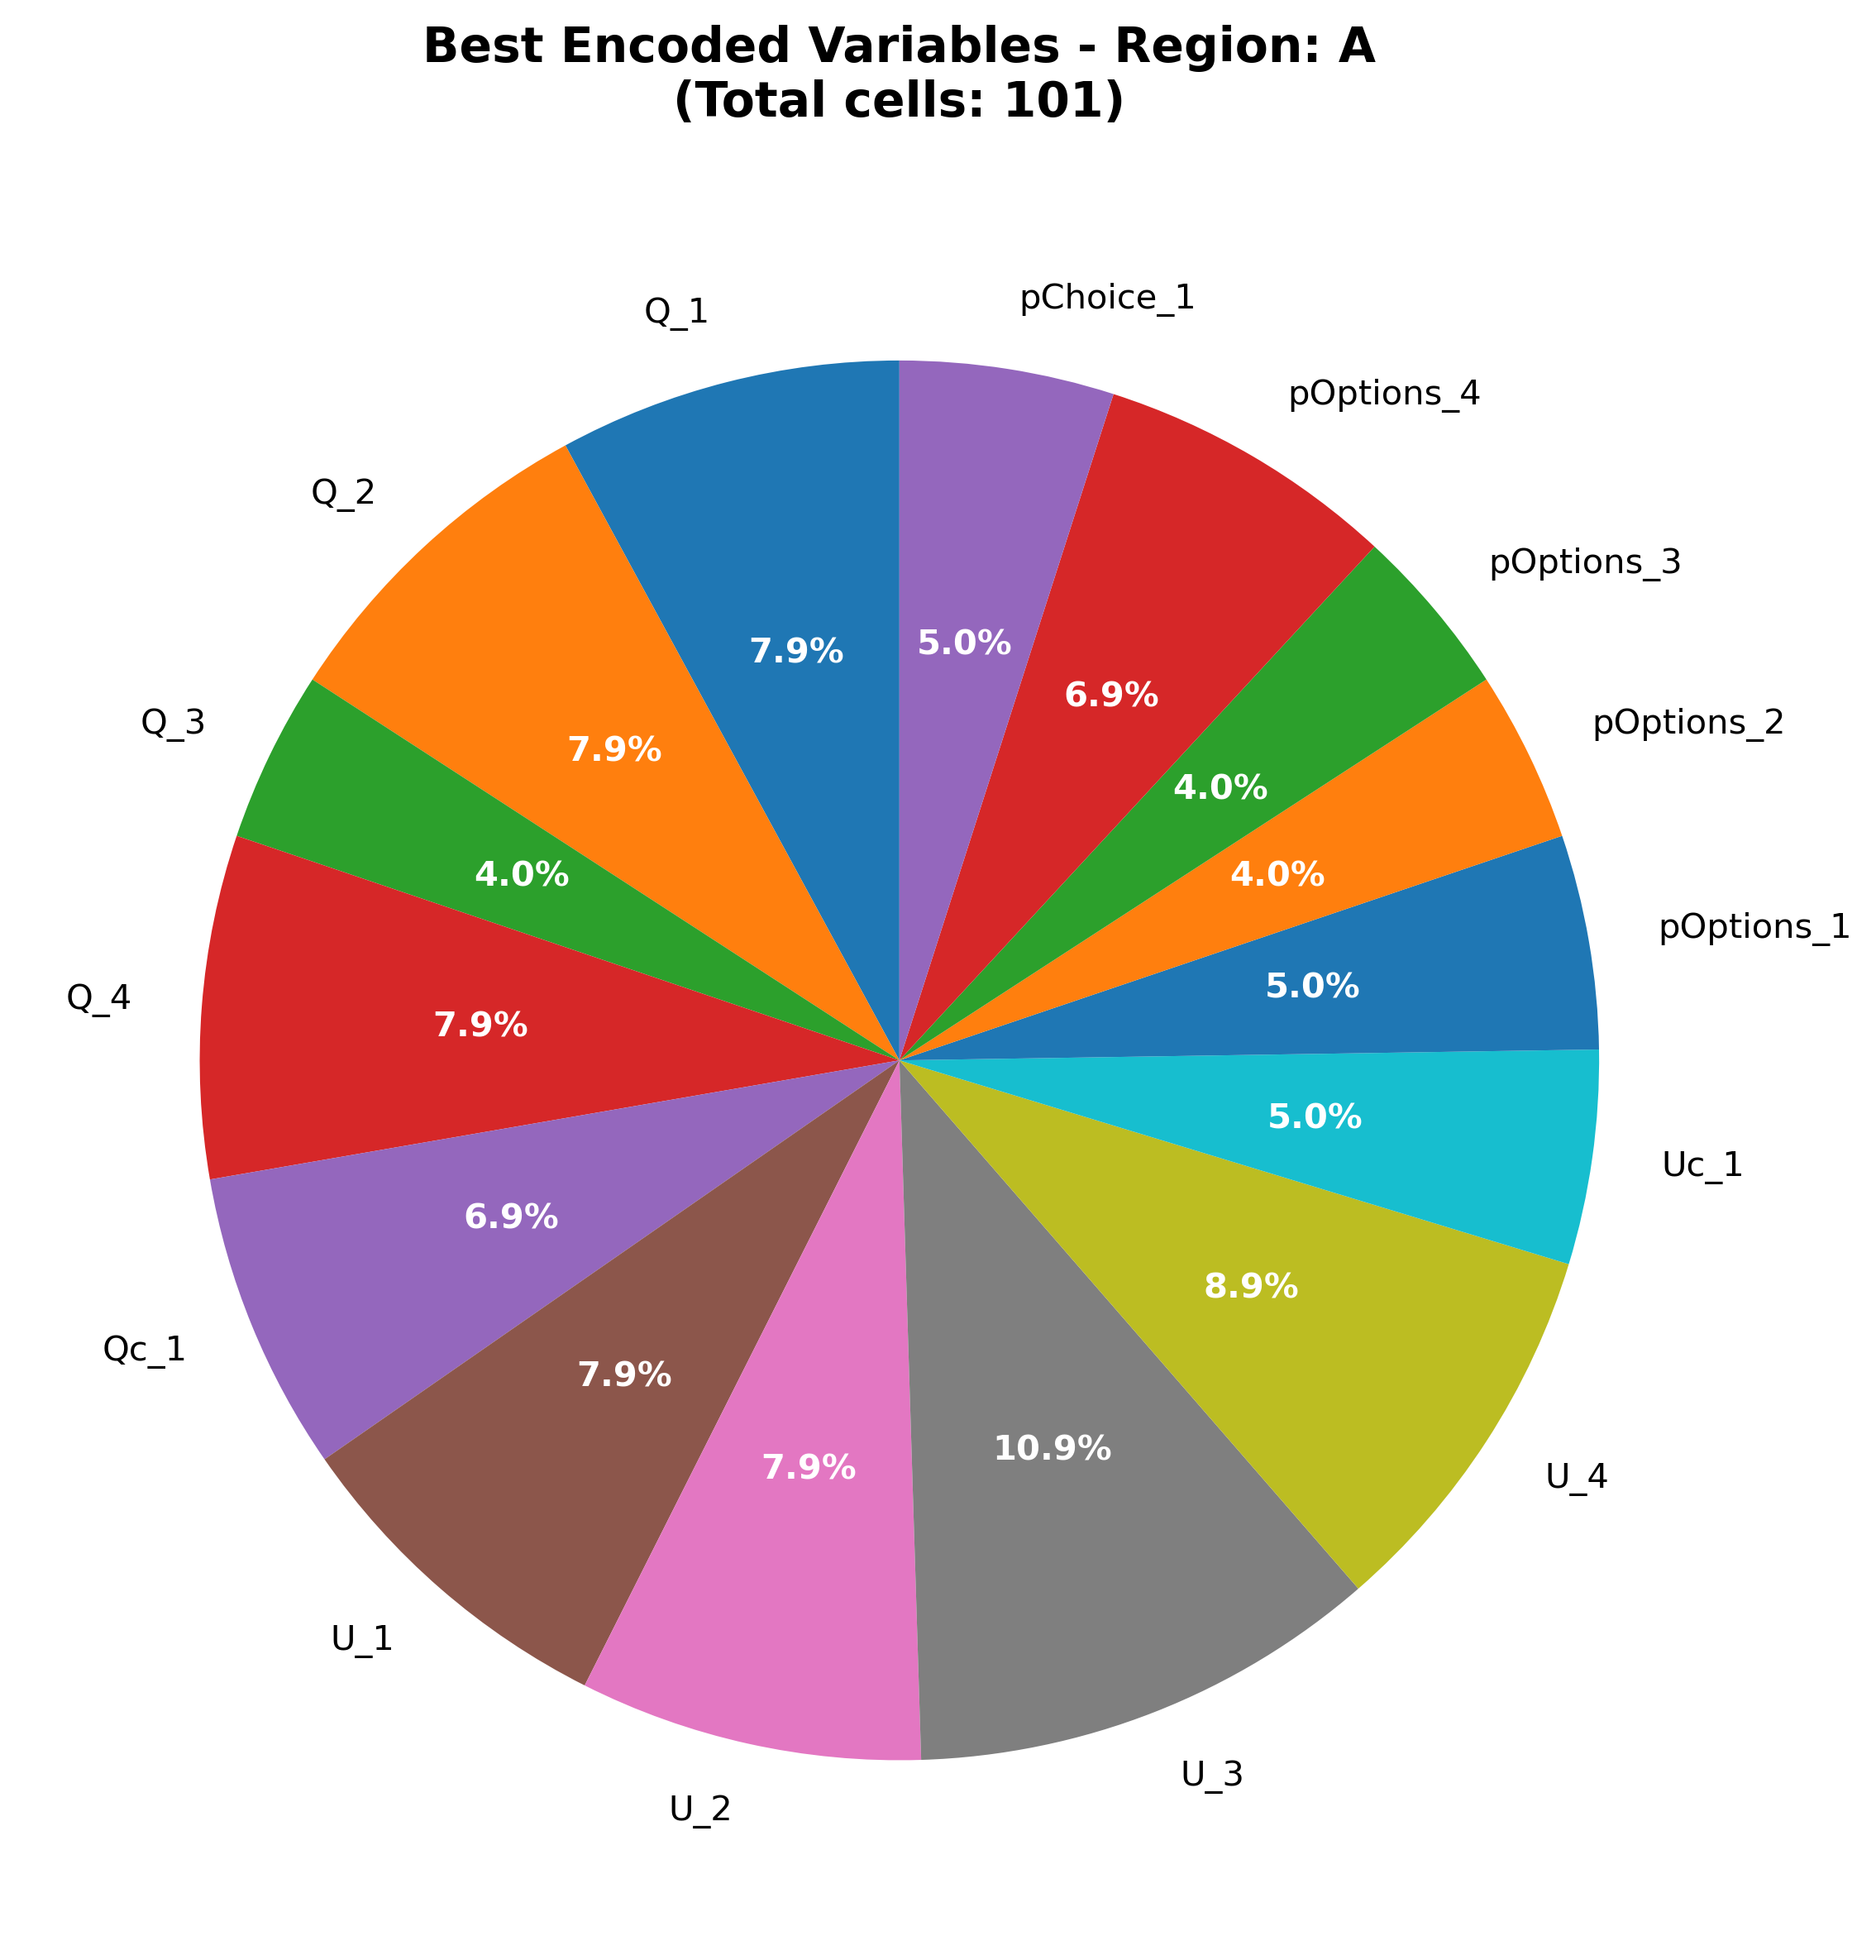 Best Encoded Variables - Region: A
(Total cells: 101)
Q_1
7.9%
Q_2
7.9%
Q_3
4.0%
Q_4
7.9%
Qc_1
6.9%
U_1
7.9%
U_2
7.9%
U_3
10.9%
U_4
8.9%
Uc_1
5.0%
pOptions_1
5.0%
pOptions_2
4.0%
pOptions_3
4.0%
pOptions_4
6.9%
pChoice_1
5.0%